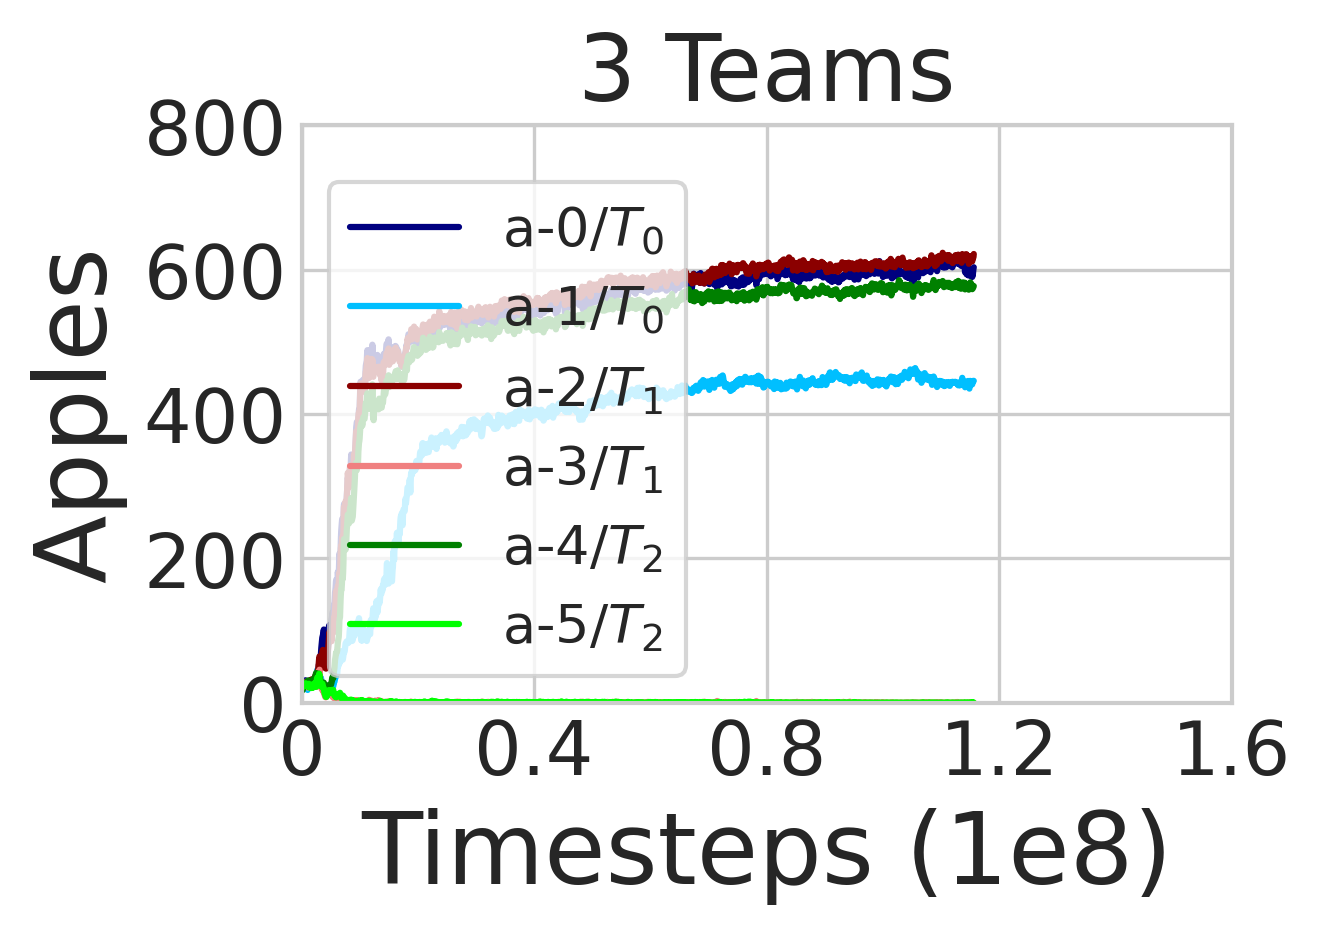 3 Teams
800
600
400
200
0
Apples
a-0/T₀
a-1/T₀
a-2/T₁
a-3/T₁
a-4/T₂
a-5/T₂
0 0.4 0.8 1.2 1.6
Timesteps (1e8)